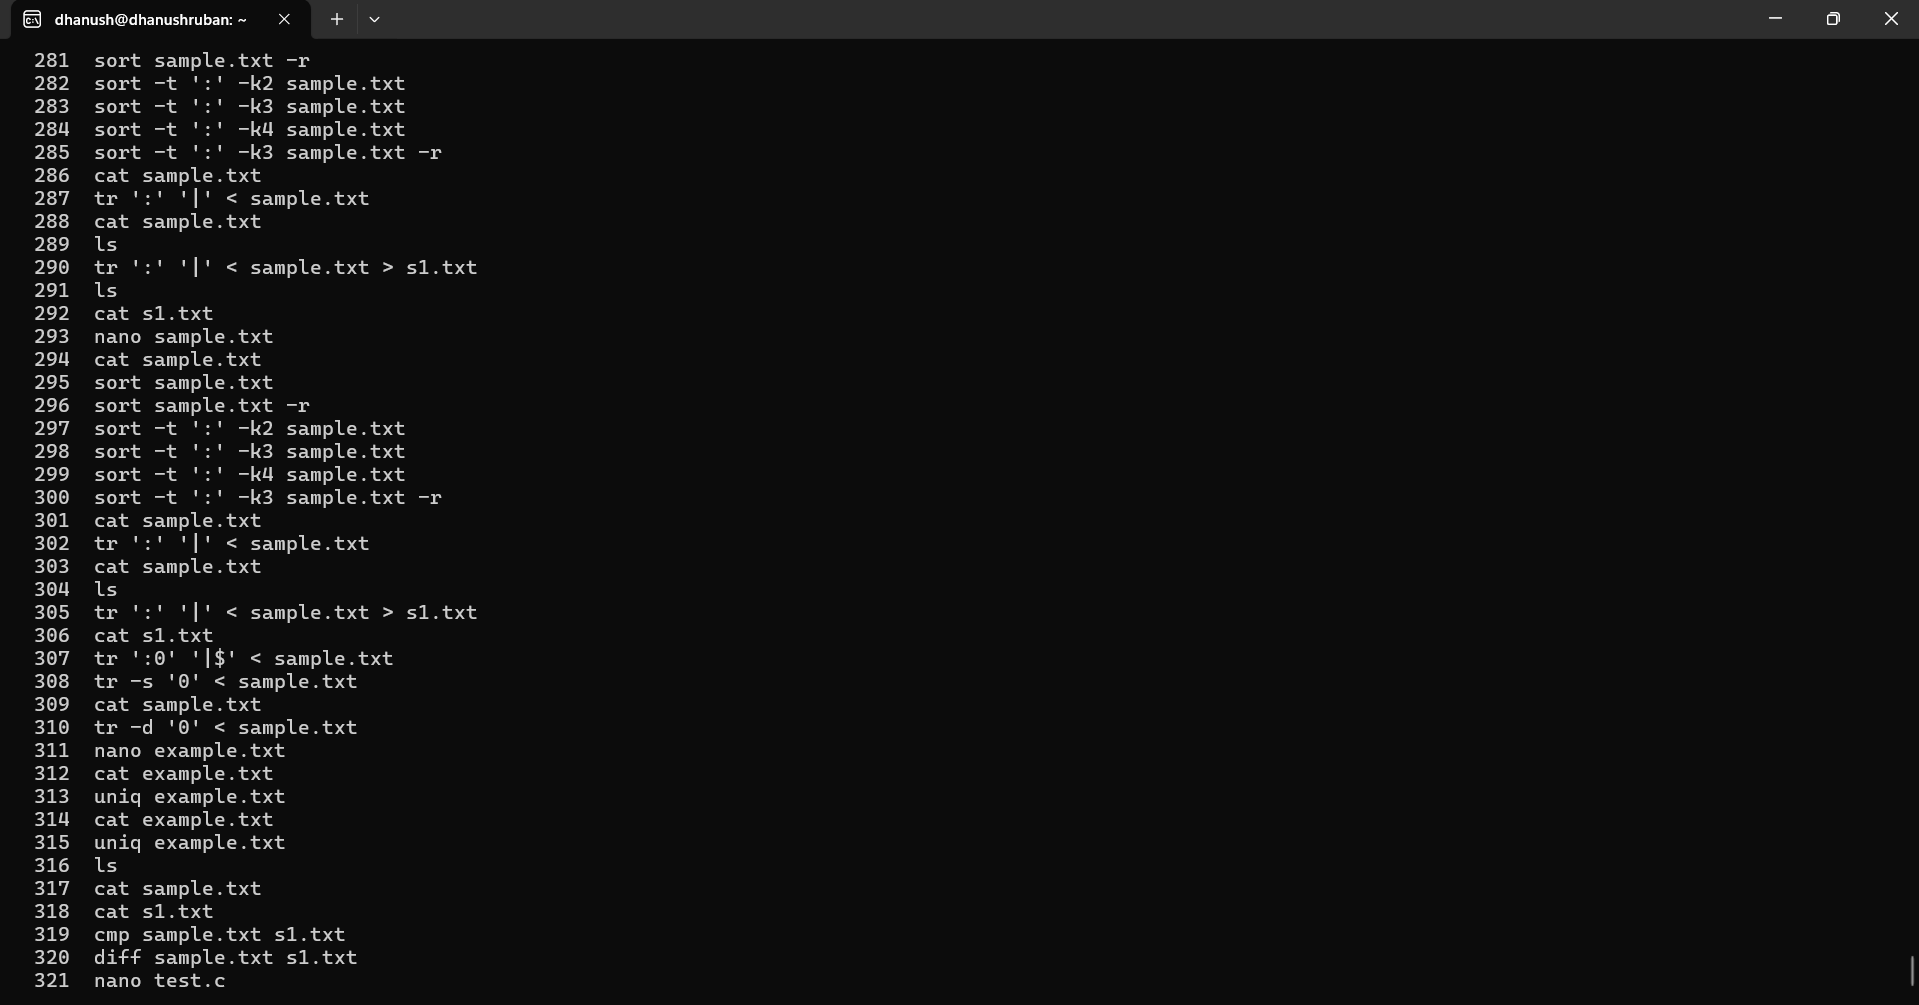 dhanush@dhanushruban: ~
281 sort sample.txt -r
282 sort -t ':' -k2 sample.txt
283 sort -t ':' -k3 sample.txt
284 sort -t ':' -k4 sample.txt
285 sort -t ':' -k3 sample.txt -r
286 cat sample.txt
287 tr ':' '|' < sample.txt
288 cat sample.txt
289 ls
290 tr ':' '|' < sample.txt > s1.txt
291 ls
292 cat s1.txt
293 nano sample.txt
294 cat sample.txt
295 sort sample.txt
296 sort sample.txt -r
297 sort -t ':' -k2 sample.txt
298 sort -t ':' -k3 sample.txt
299 sort -t ':' -k4 sample.txt
300 sort -t ':' -k3 sample.txt -r
301 cat sample.txt
302 tr ':' '|' < sample.txt
303 cat sample.txt
304 ls
305 tr ':' '|' < sample.txt > s1.txt
306 cat s1.txt
307 tr ':0' '|$' < sample.txt
308 tr -s '0' < sample.txt
309 cat sample.txt
310 tr -d '0' < sample.txt
311 nano example.txt
312 cat example.txt
313 uniq example.txt
314 cat example.txt
315 uniq example.txt
316 ls
317 cat sample.txt
318 cat s1.txt
319 cmp sample.txt s1.txt
320 diff sample.txt s1.txt
321 nano test.c